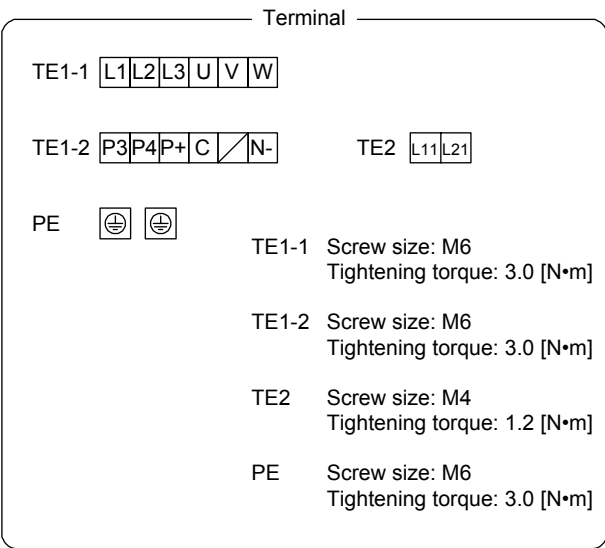 Terminal
TE1-1 L1 L2 L3 U V W
TE1-2 P3 P4 P+ C N- TE2 L11 L21
PE
TE1-1 Screw size: M6
Tightening torque: 3.0 [N•m]
TE1-2 Screw size: M6
Tightening torque: 3.0 [N•m]
TE2 Screw size: M4
Tightening torque: 1.2 [N•m]
PE Screw size: M6
Tightening torque: 3.0 [N•m]